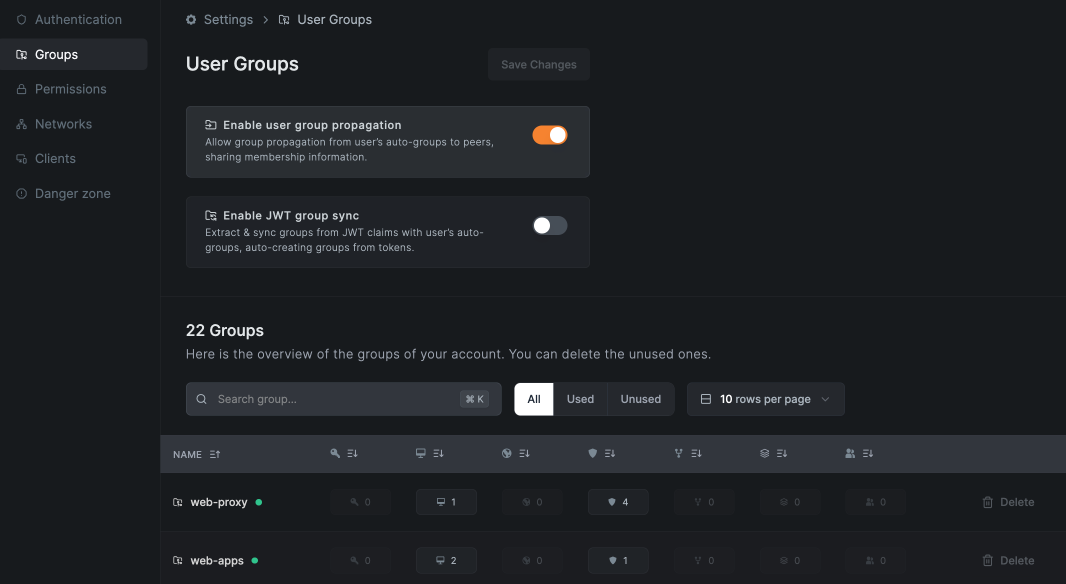 Authentication
Groups
Permissions
Networks
Clients
Danger zone
Settings > User Groups
User Groups
Save Changes
Enable user group propagation
Allow group propagation from user's auto-groups to peers,
sharing membership information.
Enable JWT group sync
Extract & sync groups from JWT claims with user's auto-
groups, auto-creating groups from tokens.
22 Groups
Here is the overview of the groups of your account. You can delete the unused ones.
Search group... ⌘ K All Used Unused 10 rows per page
NAME
web-proxy 0 1 0 4 0 0 0 Delete
web-apps 0 2 0 1 0 0 0 Delete